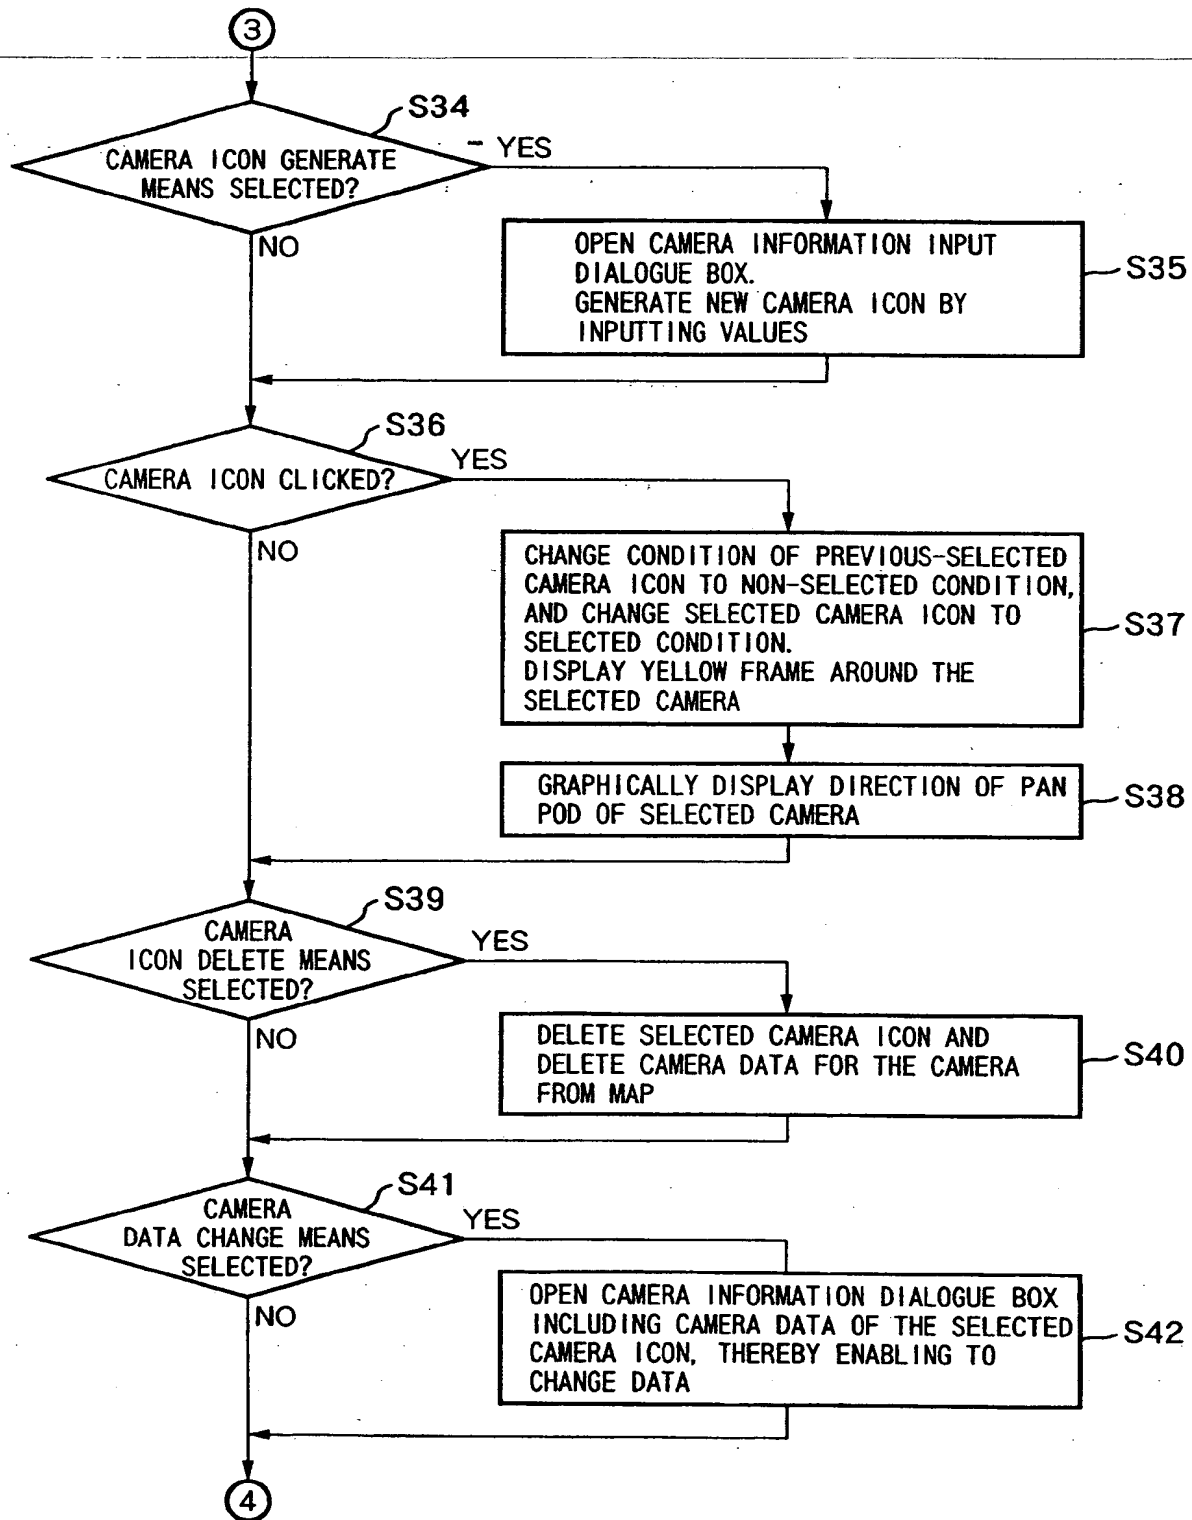 3
S34
CAMERA ICON GENERATE
MEANS SELECTED?
YES
NO
OPEN CAMERA INFORMATION INPUT
DIALOGUE BOX.
GENERATE NEW CAMERA ICON BY
INPUTTING VALUES
S35
S36
CAMERA ICON CLICKED?
YES
NO
CHANGE CONDITION OF PREVIOUS-SELECTED
CAMERA ICON TO NON-SELECTED CONDITION,
AND CHANGE SELECTED CAMERA ICON TO
SELECTED CONDITION.
DISPLAY YELLOW FRAME AROUND THE
SELECTED CAMERA
S37
GRAPHICALLY DISPLAY DIRECTION OF PAN
POD OF SELECTED CAMERA
S38
S39
CAMERA
ICON DELETE MEANS
SELECTED?
YES
NO
DELETE SELECTED CAMERA ICON AND
DELETE CAMERA DATA FOR THE CAMERA
FROM MAP
S40
S41
CAMERA
DATA CHANGE MEANS
SELECTED?
YES
NO
OPEN CAMERA INFORMATION DIALOGUE BOX
INCLUDING CAMERA DATA OF THE SELECTED
CAMERA ICON, THEREBY ENABLING TO
CHANGE DATA
S42
4